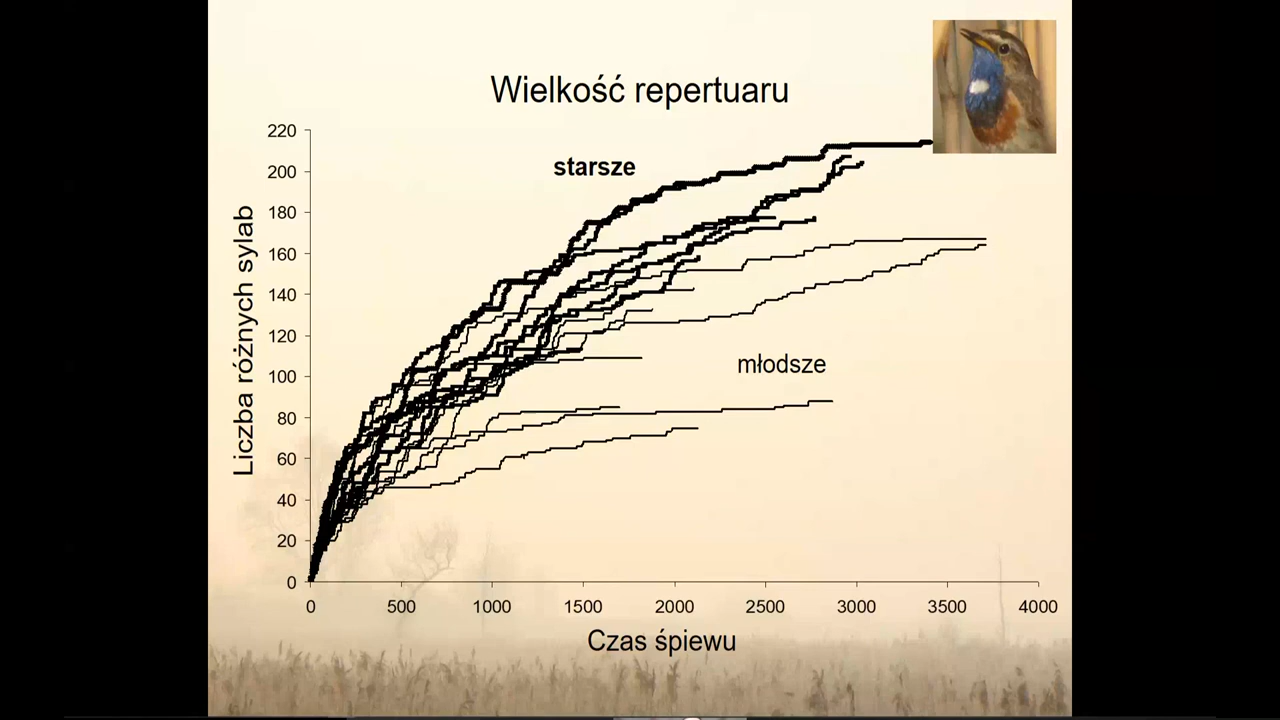 Wielkość repertuaru
starsze
młodsze
Liczba różnych sylab
220
200
180
160
140
120
100
80
60
40
20
0
0 500 1000 1500 2000 2500 3000 3500 4000
Czas śpiewu